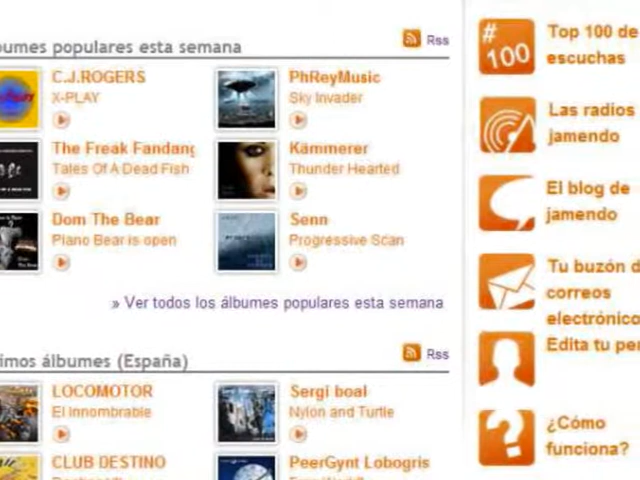 bumes populares esta semana
Rss
C.J.ROGERS
X-PLAY
PhReyMusic
Sky Invader
The Freak Fandang
Tales Of A Dead Fish
Kämmerer
Thunder Hearted
Dom The Bear
Piano Bear is open
Senn
Progressive Scan
» Ver todos los álbumes populares esta semana
imos álbumes (España)
Rss
LOCOMOTOR
El Innombrable
Sergi boal
Nylon and Turtle
CLUB DESTINO
PeerGynt Lobogris
# 100
Top 100 de
escuchas
Las radios
jamendo
El blog de
jamendo
Tu buzón d
correos
electrónico
Edita tu per
¿Cómo
funciona?